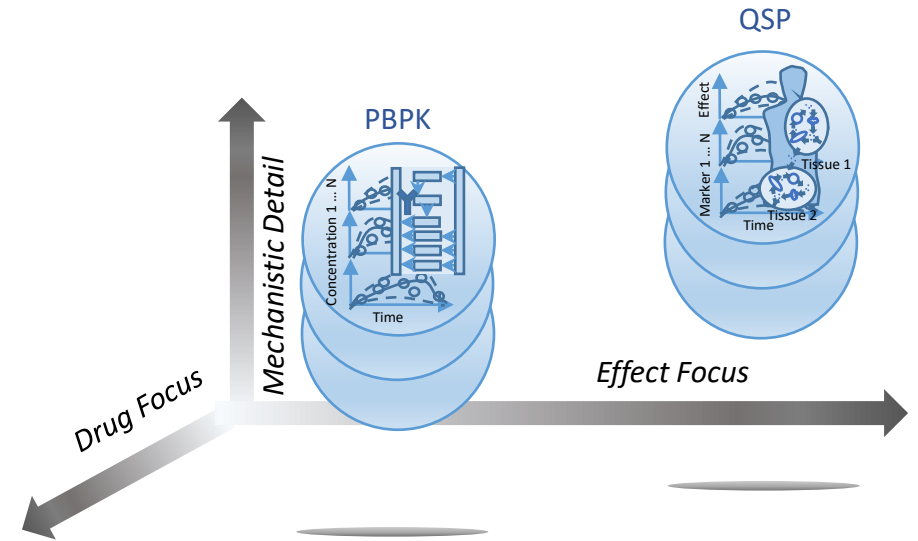 QSP
PBPK
Effect
Marker 1 ... N
Tissue 1
Tissue 2
Time
Mechanistic Detail
Concentration 1 ... N
Time
Effect Focus
Drug Focus